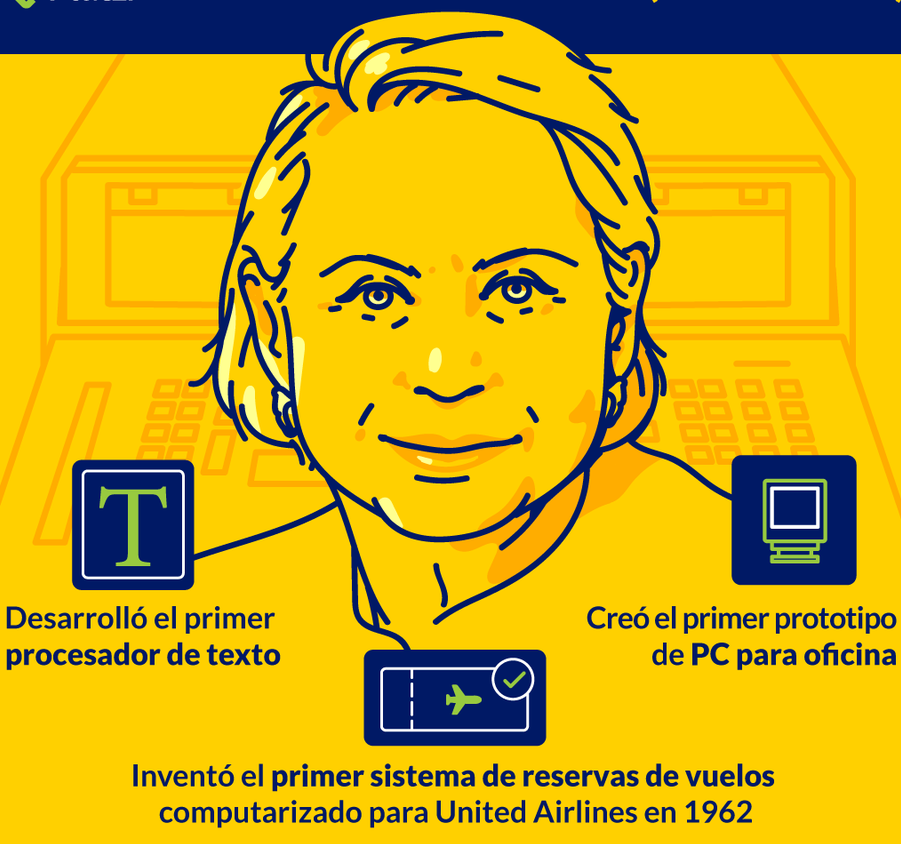 T
Desarrolló el primer
procesador de texto
Creó el primer prototipo
de PC para oficina
Inventó el primer sistema de reservas de vuelos
computarizado para United Airlines en 1962